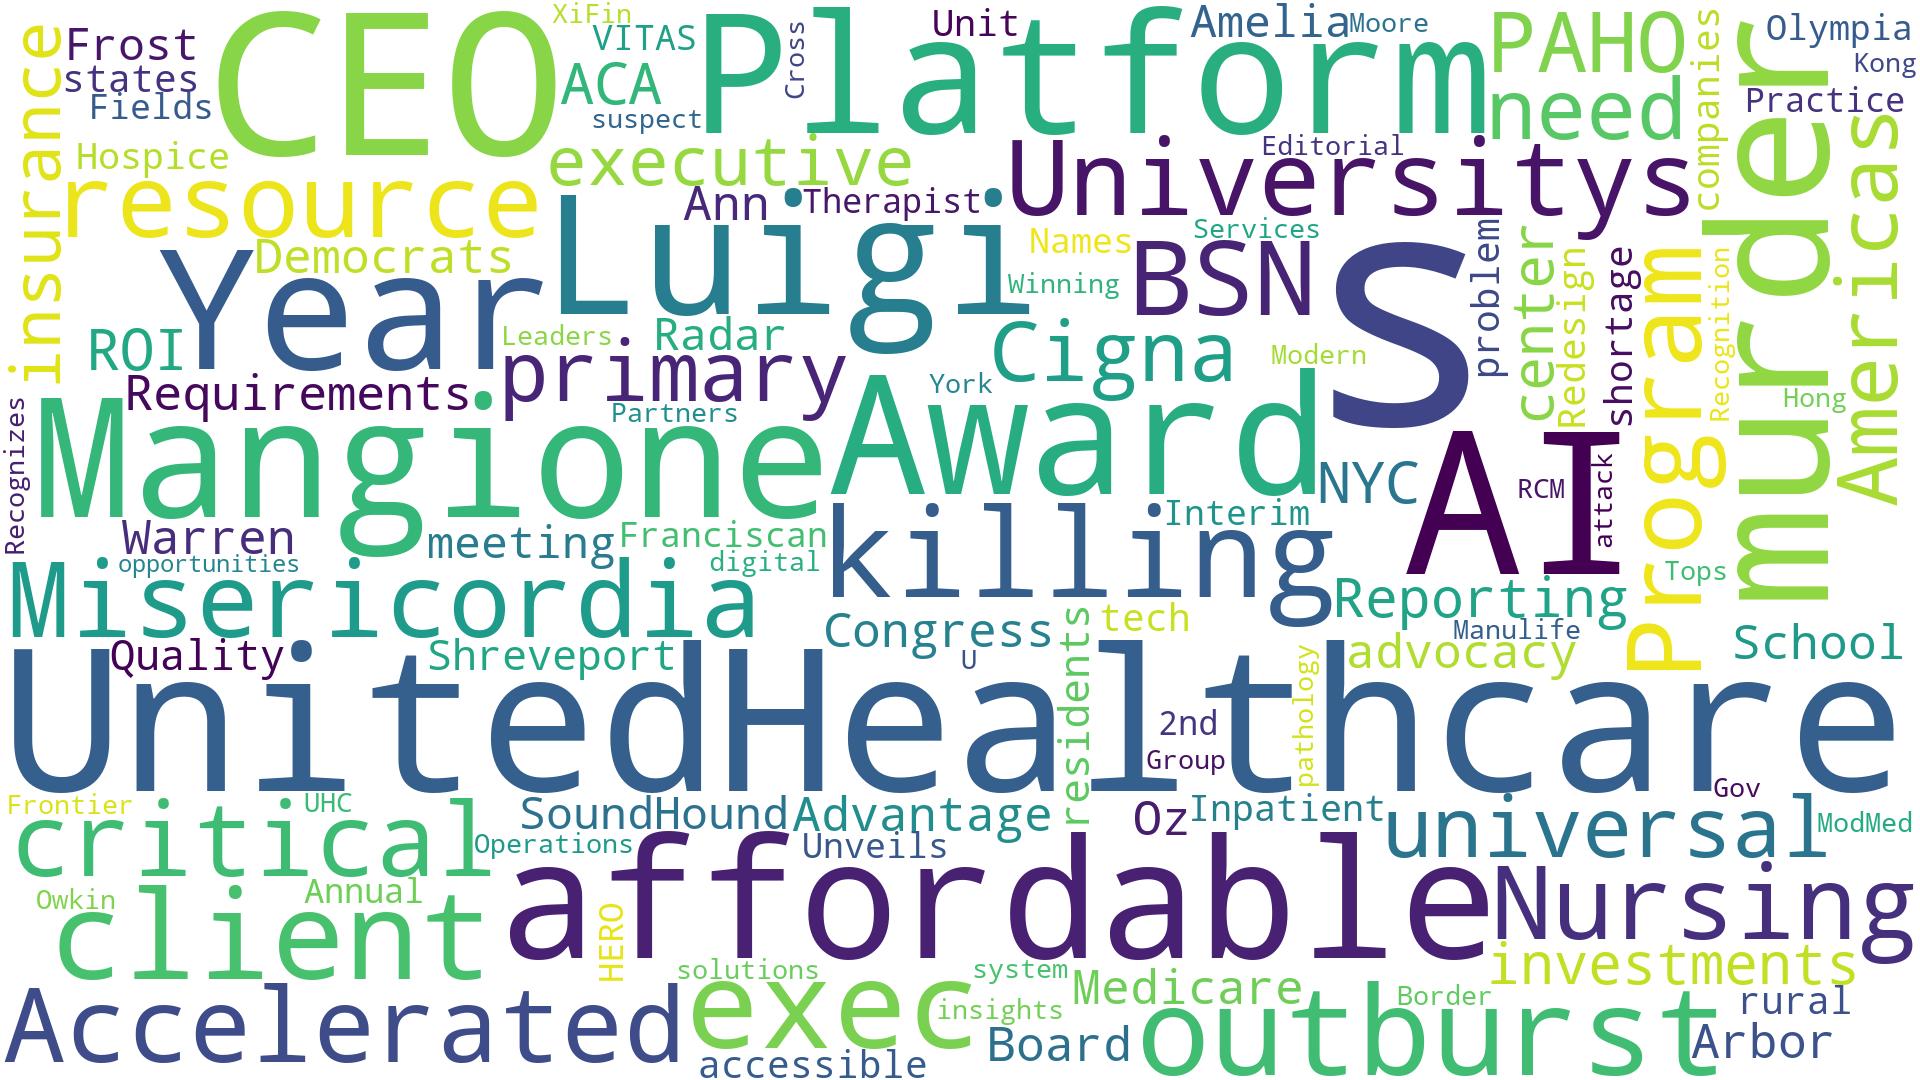 XiFin
Frost
states
Fields
Hospice
insurance
CEO
VITAS
ACA
suspect
Cross
Platform
Unit
Amelia
Moore
PAHO
need
companies
Olympia
Kong
Practice
murder
Americas
resource
executive
Editorial
Universitys
Democrats
Year
Luigi
Ann
Therapist
Names
Services
Winning
BSN
S
problem
center
Redesign
shortage
Program
Recognition
Hong
ROI
Leaders
Radar
primary
Cigna
Modern
Requirements
Partners
York
Recognizes
Mangione
Award
NYC
AI
RCM
attack
Warren
meeting
Franciscan
killing
Interim
opportunities
digital
Tops
Misericordia
Reporting
Congress
tech
Manulife
School
Quality
Shreveport
U
residents
advocacy
pathology
UnitedHealthcare
2nd
Group
Gov
Frontier
UHC
critical
SoundHound
Advantage
Oz
Inpatient
universal
ModMed
Operations
Unveils
Owkin
Annual
client
HERO
affordable
Nursing
solutions
system
investments
Accelerated
exec
insights
Medicare
Border
rural
accessible
Board
outburst
Arbor